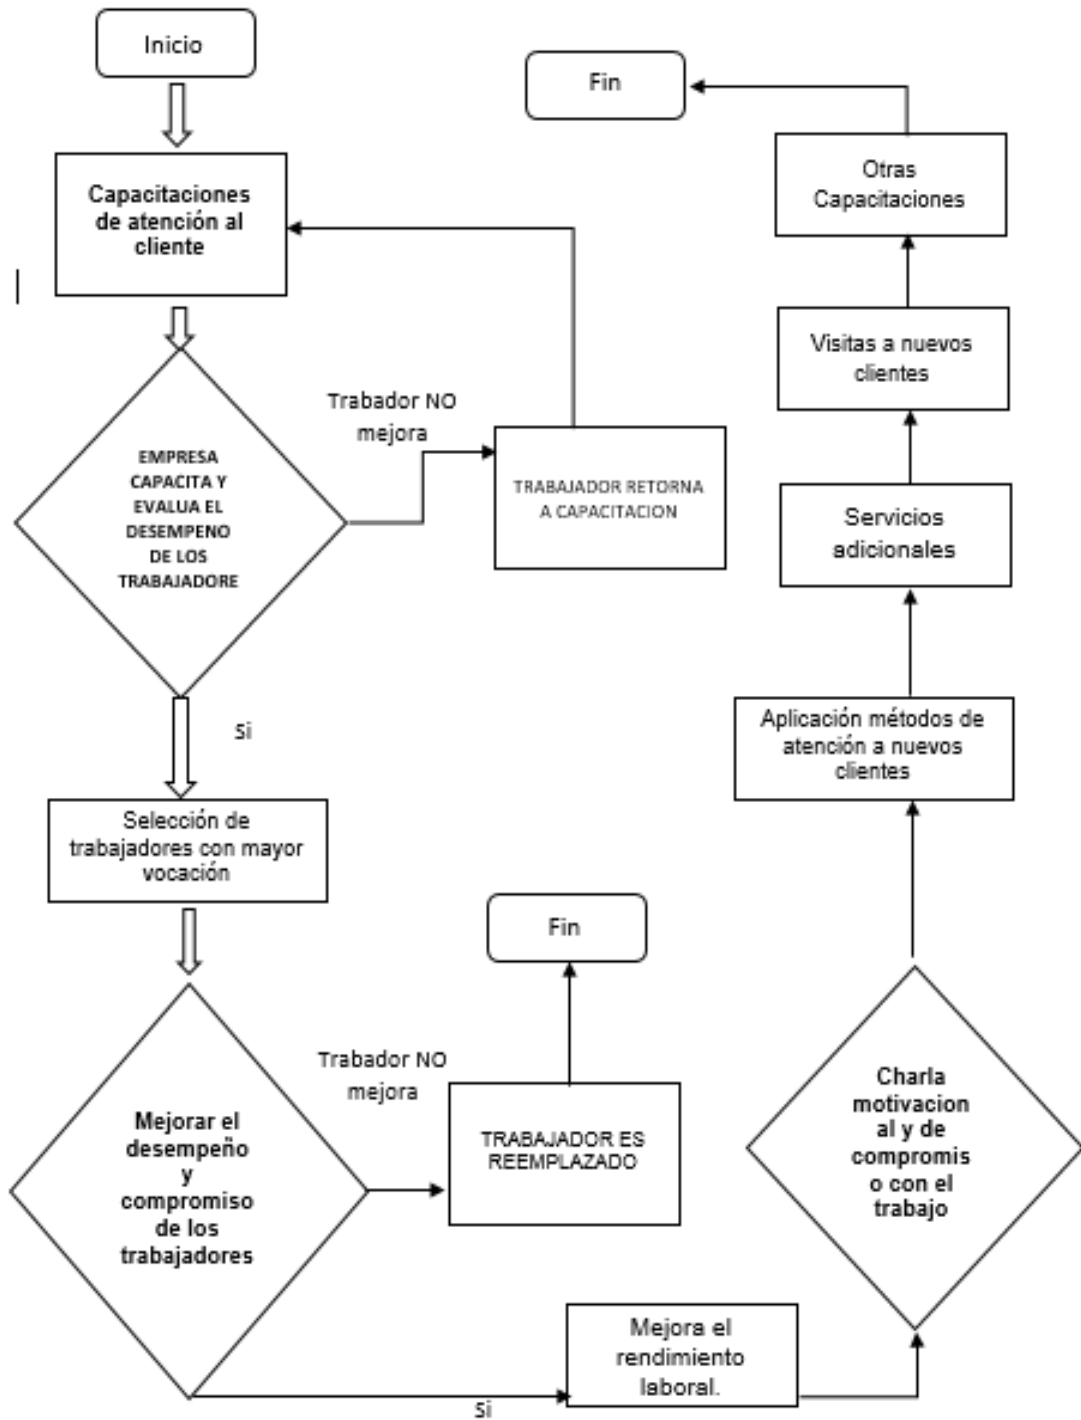 Inicio
Capacitaciones
de atención al
cliente
EMPRESA
CAPACITA Y
EVALUA EL
DESEMPENO
DE LOS
TRABAJADORE
Trabador NO
mejora
TRABAJADOR RETORNA
A CAPACITACION
Si
Selección de
trabajadores con mayor
vocación
Mejorar el
desempeño
y
compromiso
de los
trabajadores
Trabador NO
mejora
TRABAJADOR ES
REEMPLAZADO
Fin
Si
Mejora el
rendimiento
laboral.
Charla
motivacion
al y de
compromis
o con el
trabajo
Aplicación métodos de
atención a nuevos
clientes
Servicios
adicionales
Visitas a nuevos
clientes
Otras
Capacitaciones
Fin